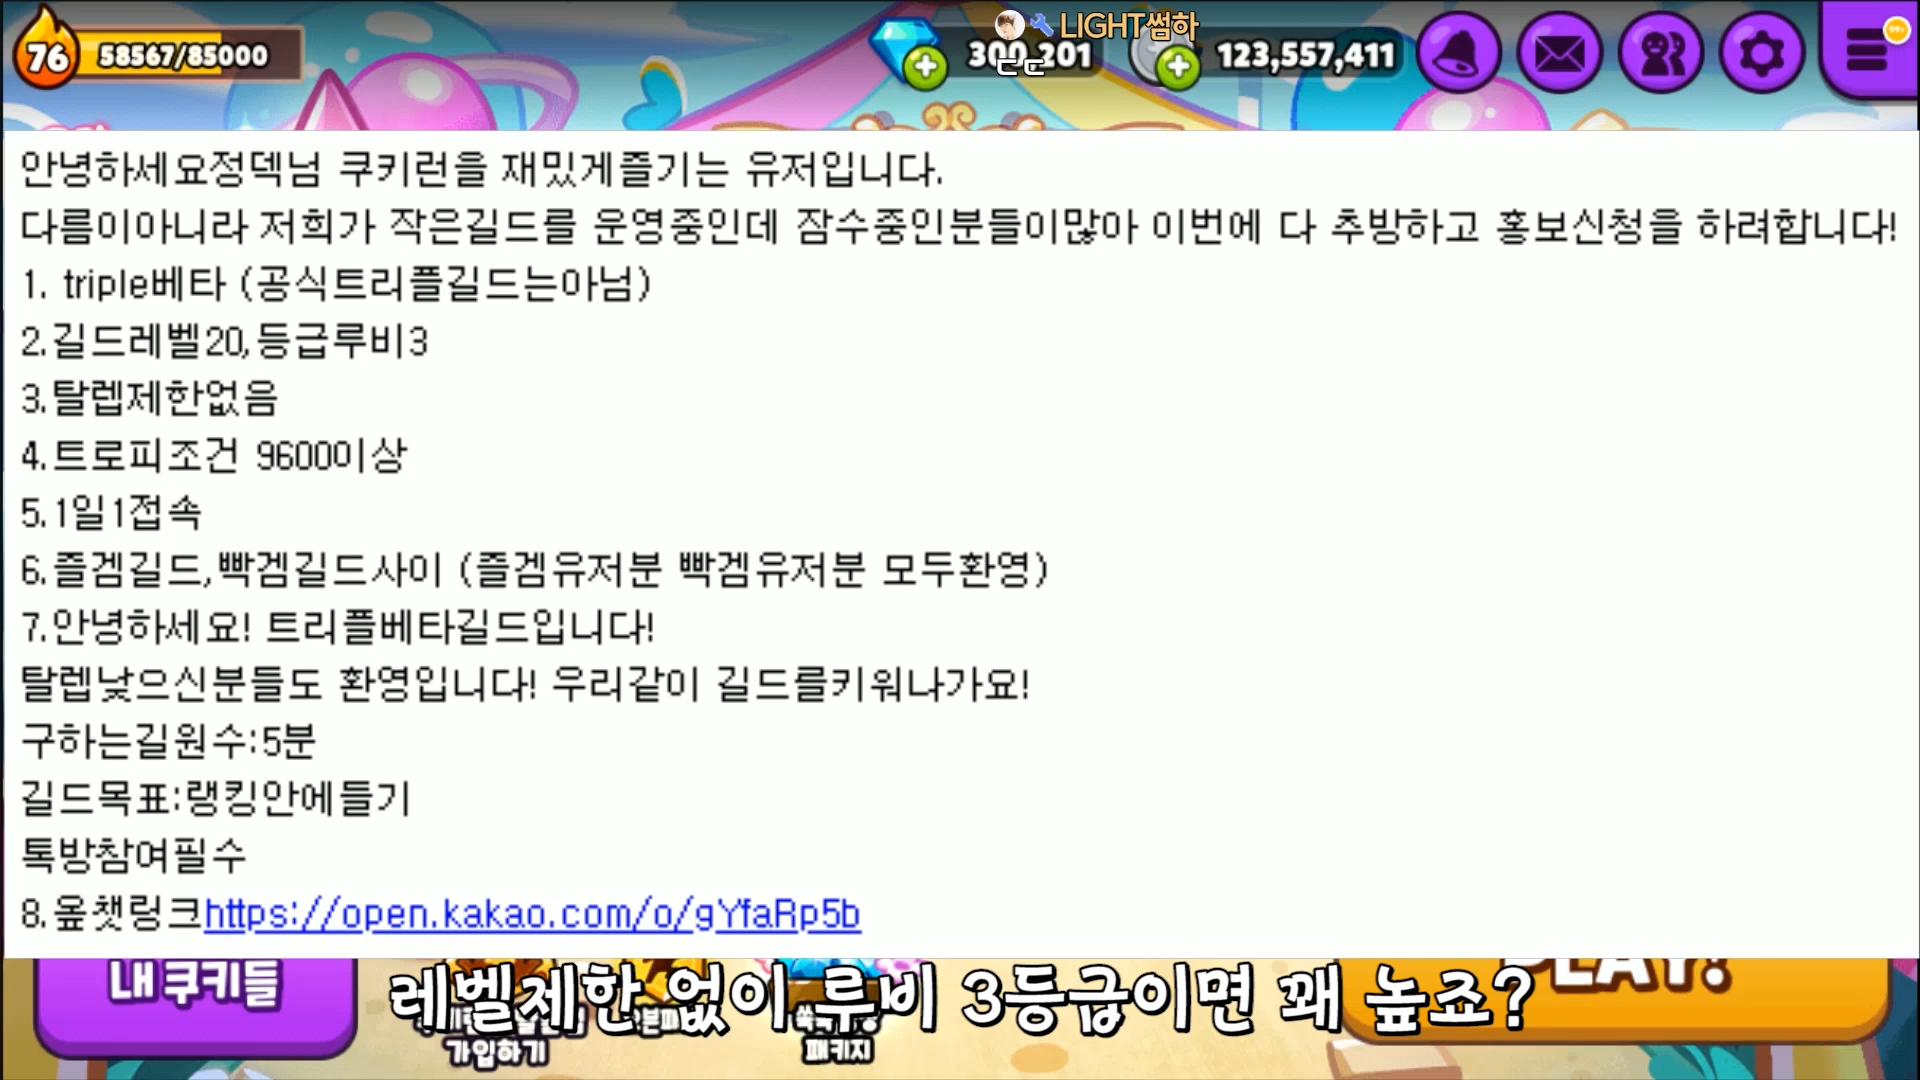 76 58567/85000
LIGHT썸하
300,201
ㄷㄷ
123,557,411
안녕하세요정덱넘 쿠키런을 재밌게즐기는 유저입니다.
다름이아니라 저희가 작은길드를 운영중인데 잠수중인분들이많아 이번에 다 추방하고 홍보신청을 하려합니다!
1. triple베타 (공식트리플길드는아넘)
2.길드레벨20,등급루비3
3.탈렙제한없음
4.트로피조건 9600이상
5.1일1접속
6.즐겜길드,빡겜길드사이 (즐겜유저분 빡겜유저분 모두환영)
7.안녕하세요! 트리플베타길드입니다!
탈렙낮으신분들도 환영입니다! 우리같이 길드를키워나가요!
구하는길원수:5분
길드목표:랭킹안에들기
톡방참여필수
8.옾챗링크https://open.kakao.com/o/gYfaRp5b
내 쿠키들
PLAY!
레벨제한 없이 루비 3등급이면 꽤 높죠?
가입하기
패키지